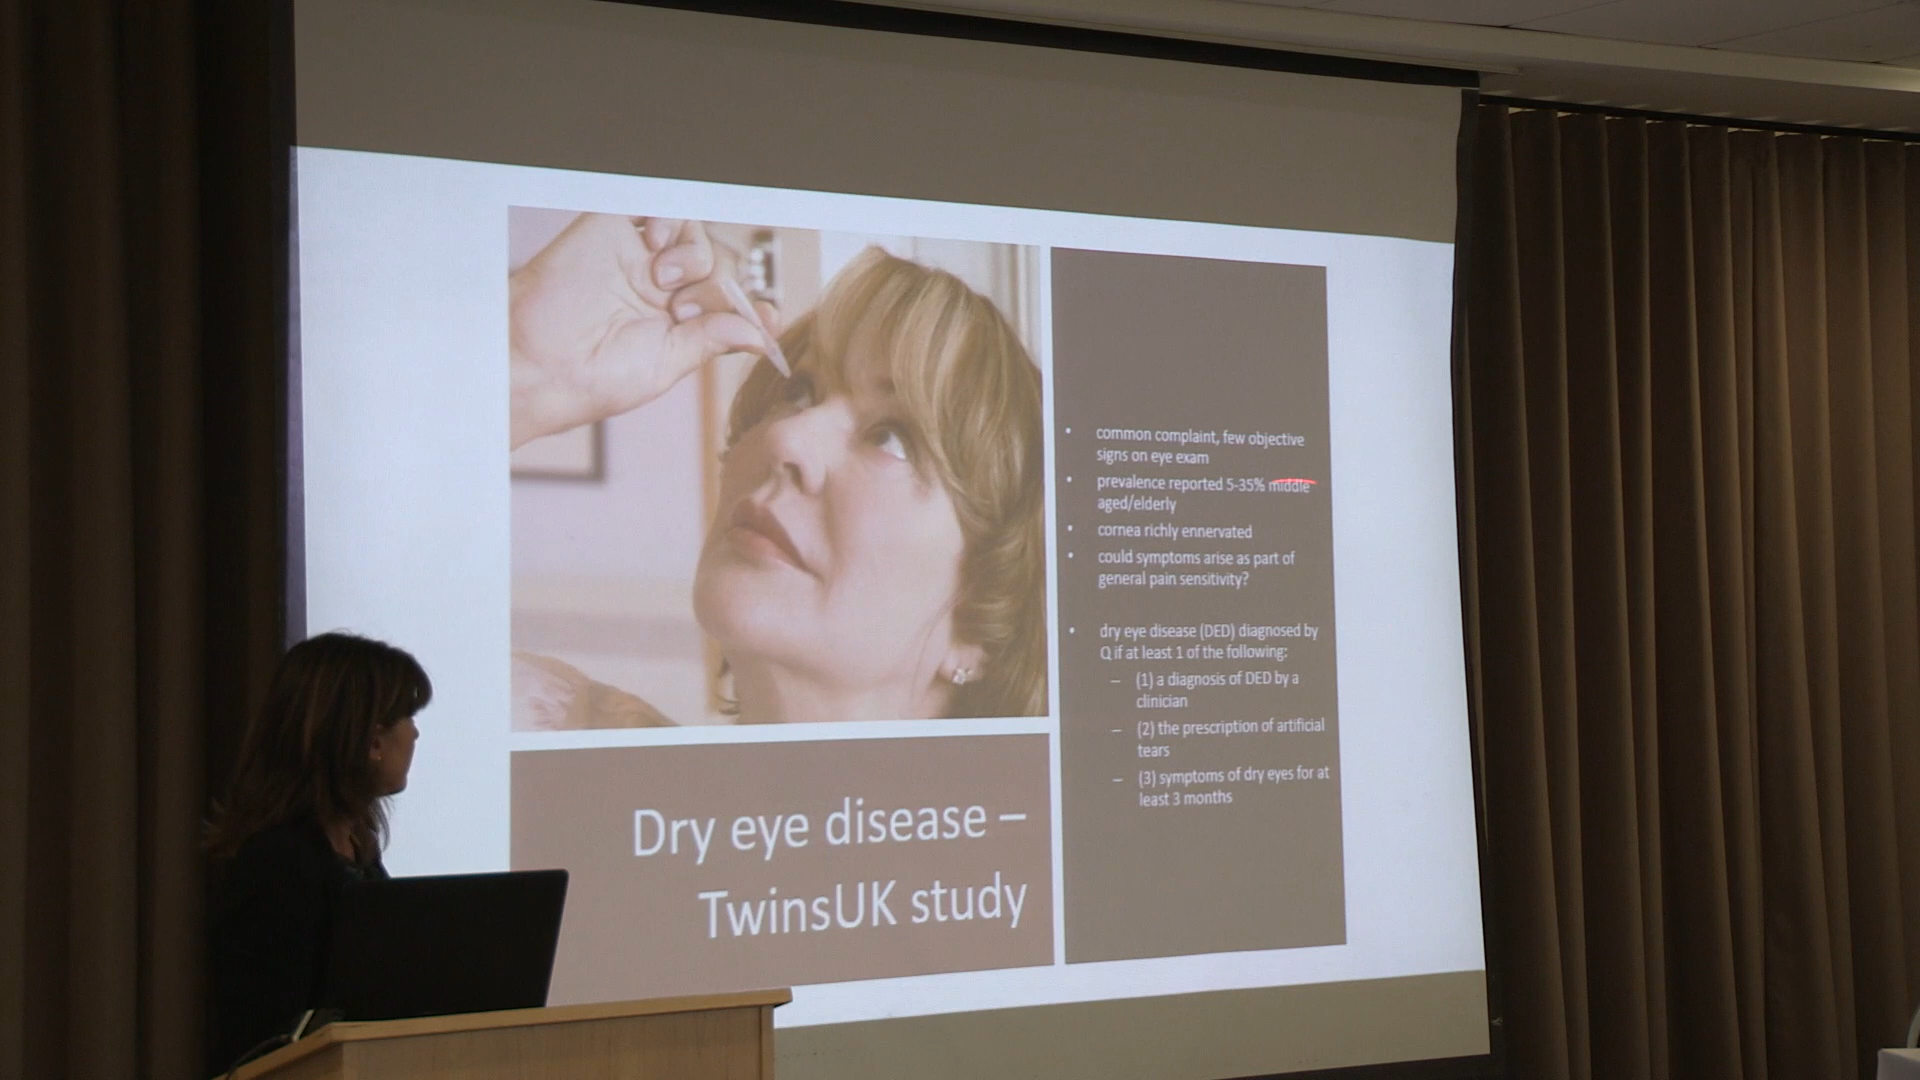 common complaint, few objective
signs on eye exam
prevalence reported 5-35% middle
aged/elderly
cornea richly ennervated
could symptoms arise as part of
general pain sensitivity?
dry eye disease (DED) diagnosed by
Q if at least 1 of the following:
– (1) a diagnosis of DED by a
clinician
– (2) the prescription of artificial
tears
– (3) symptoms of dry eyes for at
least 3 months
Dry eye disease –
TwinsUK study